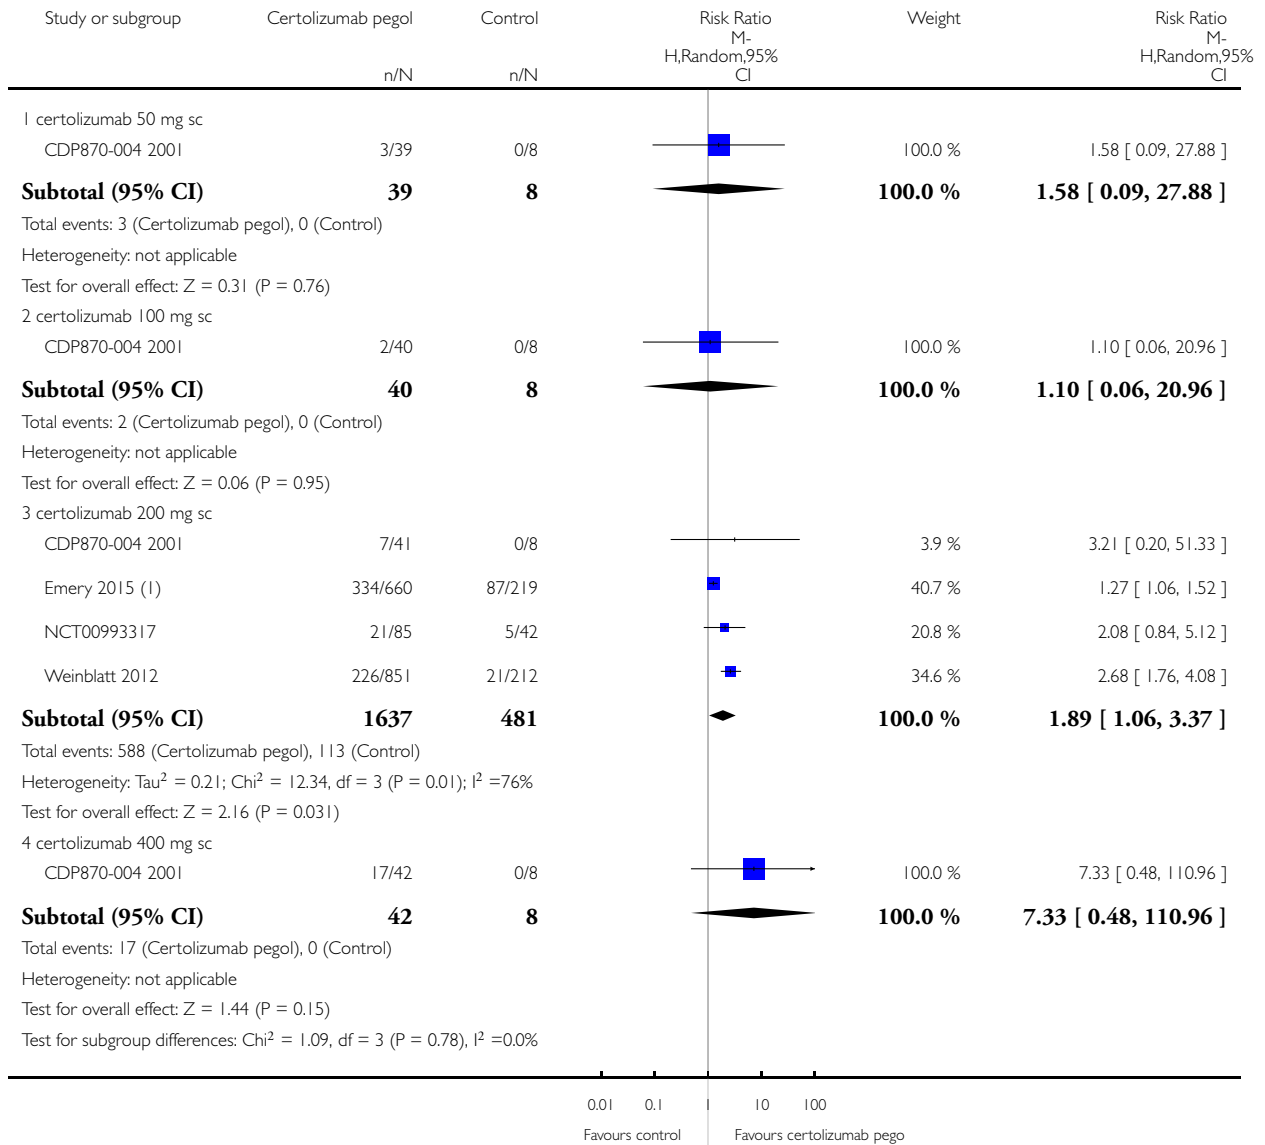 Study or subgroup Certolizumab pegol Control Risk Ratio Weight Risk Ratio
M- M-
H,Random,95% H,Random,95%
n/N n/N CI CI
1 certolizumab 50 mg sc
CDP870-004 2001 3/39 0/8 100.0 % 1.58 [ 0.09, 27.88 ]
Subtotal (95% CI) 39 8 100.0 % 1.58 [ 0.09, 27.88 ]
Total events: 3 (Certolizumab pegol), 0 (Control)
Heterogeneity: not applicable
Test for overall effect: Z = 0.31 (P = 0.76)
2 certolizumab 100 mg sc
CDP870-004 2001 2/40 0/8 100.0 % 1.10 [ 0.06, 20.96 ]
Subtotal (95% CI) 40 8 100.0 % 1.10 [ 0.06, 20.96 ]
Total events: 2 (Certolizumab pegol), 0 (Control)
Heterogeneity: not applicable
Test for overall effect: Z = 0.06 (P = 0.95)
3 certolizumab 200 mg sc
CDP870-004 2001 7/41 0/8 3.9 % 3.21 [ 0.20, 51.33 ]
Emery 2015 (1) 334/660 87/219 40.7 % 1.27 [ 1.06, 1.52 ]
NCT00993317 21/85 5/42 20.8 % 2.08 [ 0.84, 5.12 ]
Weinblatt 2012 226/851 21/212 34.6 % 2.68 [ 1.76, 4.08 ]
Subtotal (95% CI) 1637 481 100.0 % 1.89 [ 1.06, 3.37 ]
Total events: 588 (Certolizumab pegol), 113 (Control)
Heterogeneity: Tau² = 0.21; Chi² = 12.34, df = 3 (P = 0.01); I² =76%
Test for overall effect: Z = 2.16 (P = 0.031)
4 certolizumab 400 mg sc
CDP870-004 2001 17/42 0/8 100.0 % 7.33 [ 0.48, 110.96 ]
Subtotal (95% CI) 42 8 100.0 % 7.33 [ 0.48, 110.96 ]
Total events: 17 (Certolizumab pegol), 0 (Control)
Heterogeneity: not applicable
Test for overall effect: Z = 1.44 (P = 0.15)
Test for subgroup differences: Chi² = 1.09, df = 3 (P = 0.78), I² =0.0%
0.01 0.1 1 10 100
Favours control Favours certolizumab pego